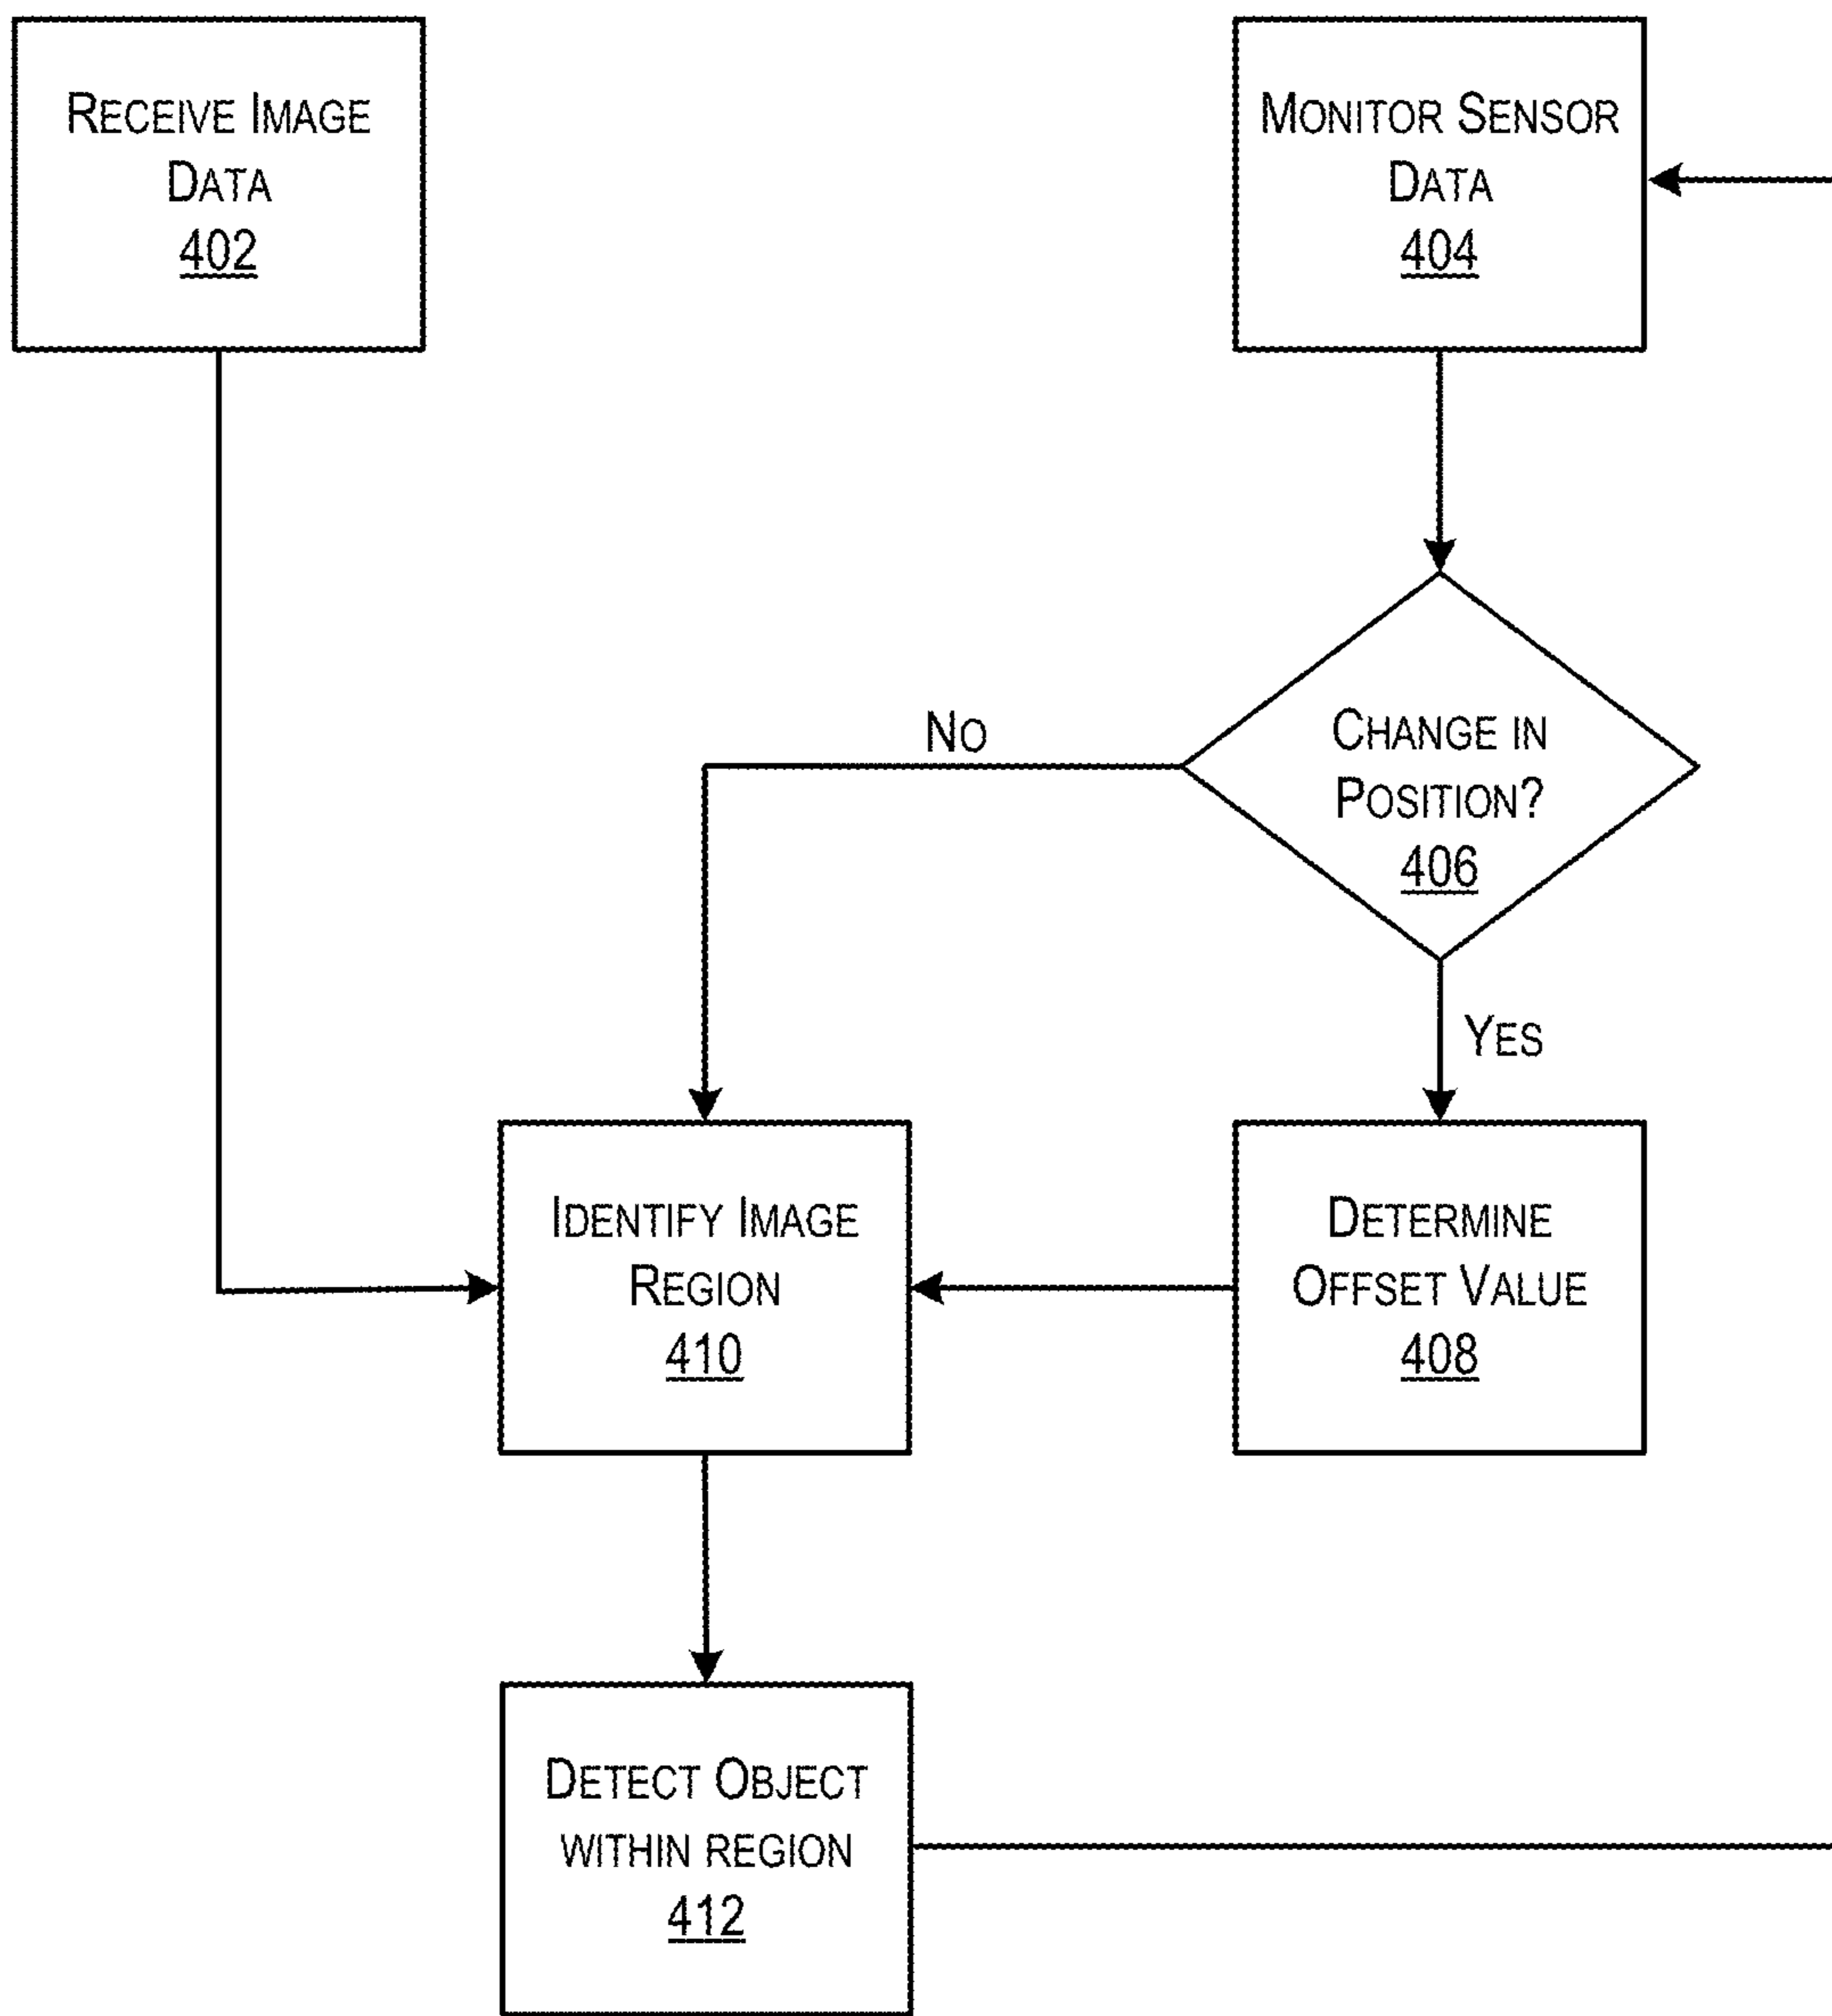 RECEIVE IMAGE
DATA
402
MONITOR SENSOR
DATA
404
CHANGE IN
POSITION?
406
NO
YES
IDENTIFY IMAGE
REGION
410
DETERMINE
OFFSET VALUE
408
DETECT OBJECT
WITHIN REGION
412